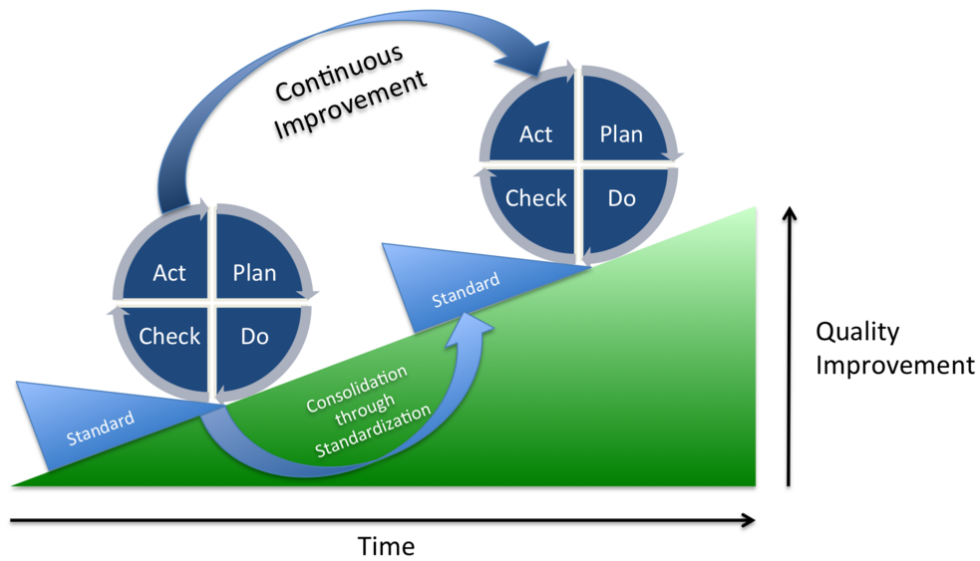 Continuous
Improvement
Act
Plan
Check
Do
Standard
Act
Plan
Check
Do
Standard
Consolidation
through
Standardization
Quality
Improvement
Time